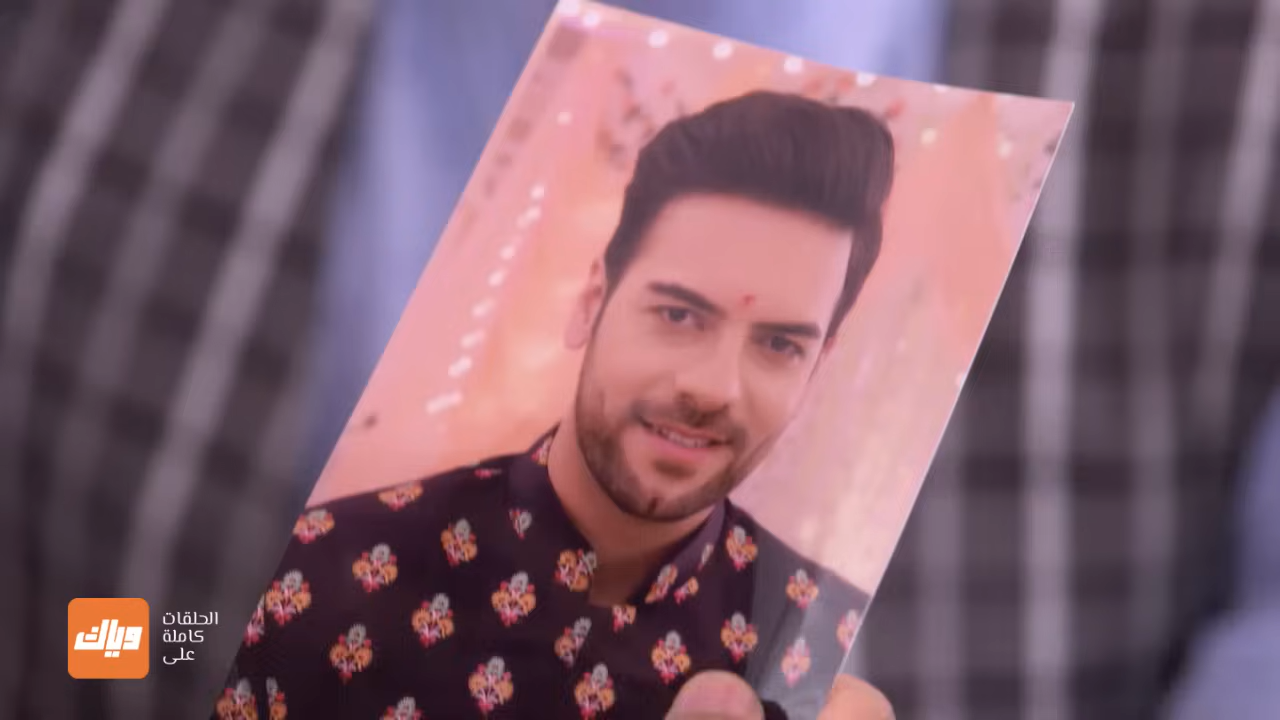 الحلقات
كاملة
على
وياك